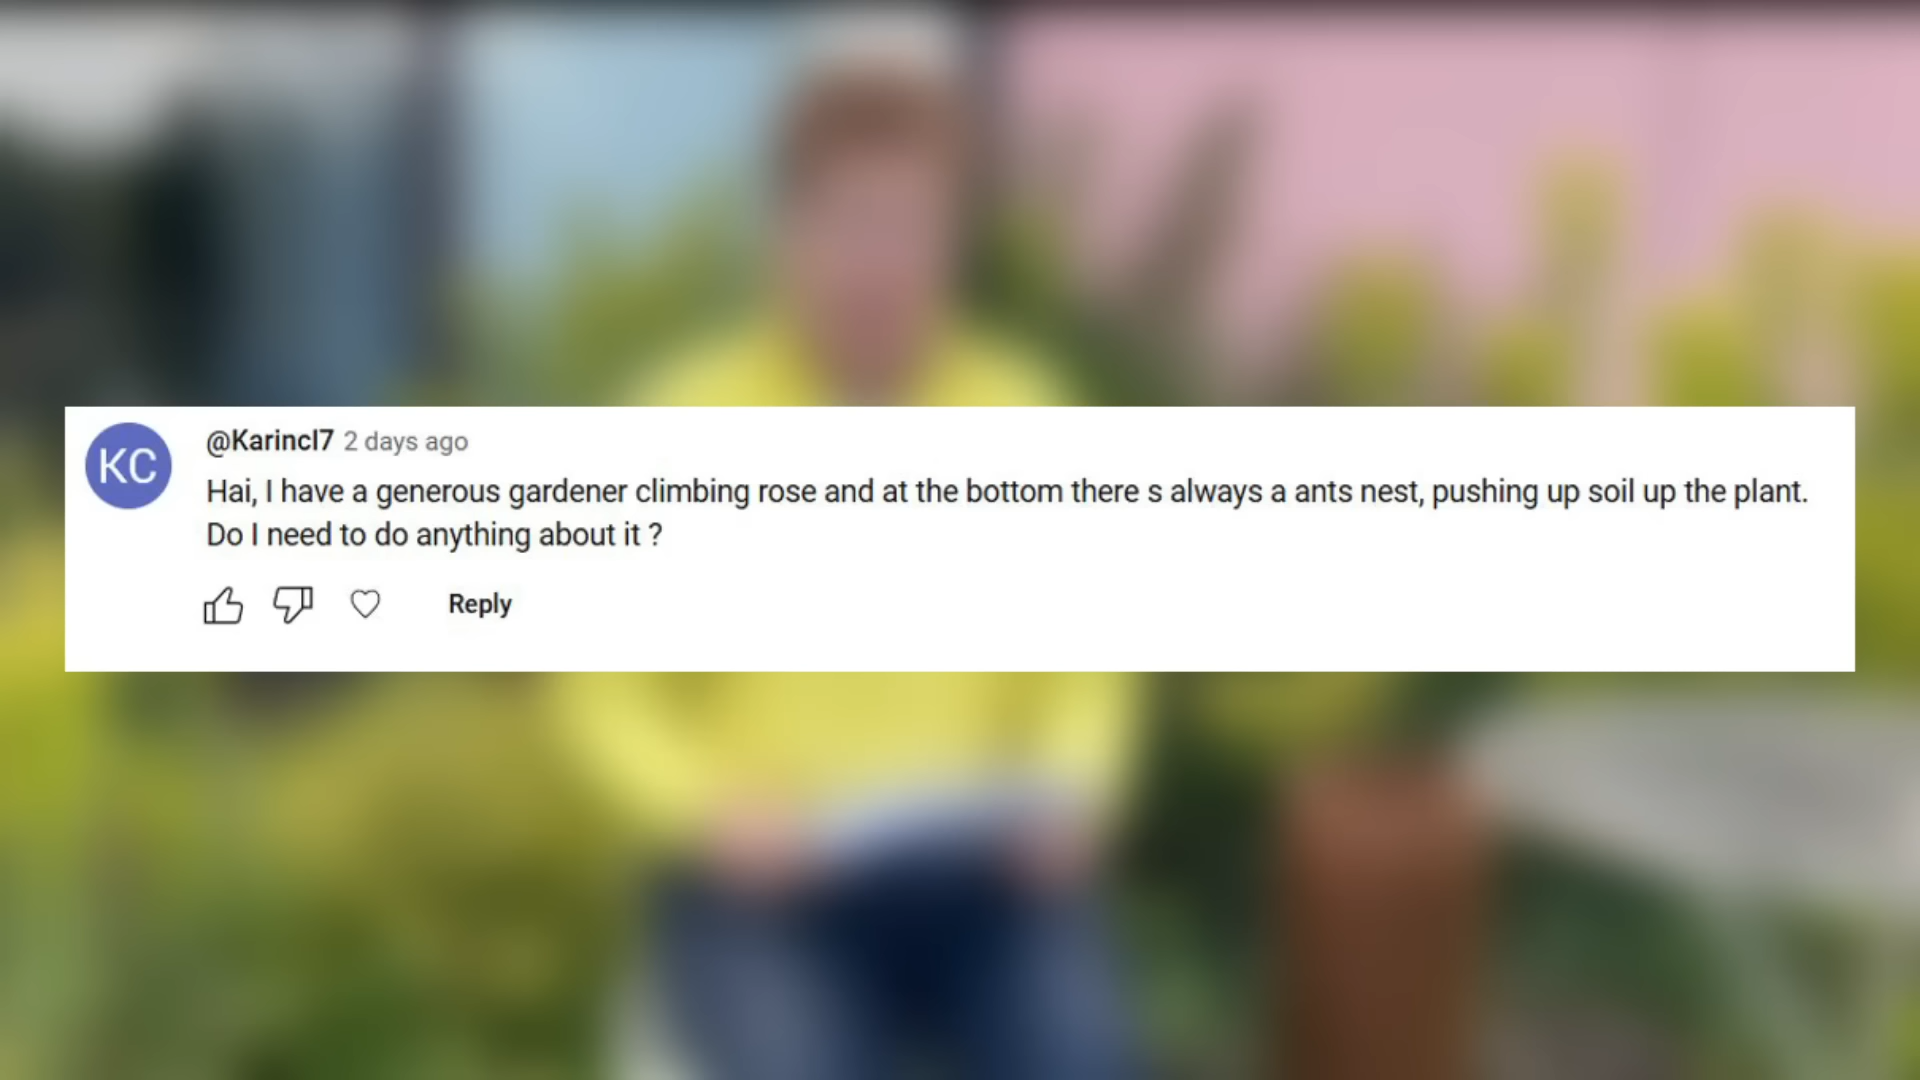 KC
@Karincl7 2 days ago
Hai, I have a generous gardener climbing rose and at the bottom there s always a ants nest, pushing up soil up the plant.
Do I need to do anything about it ?
Reply